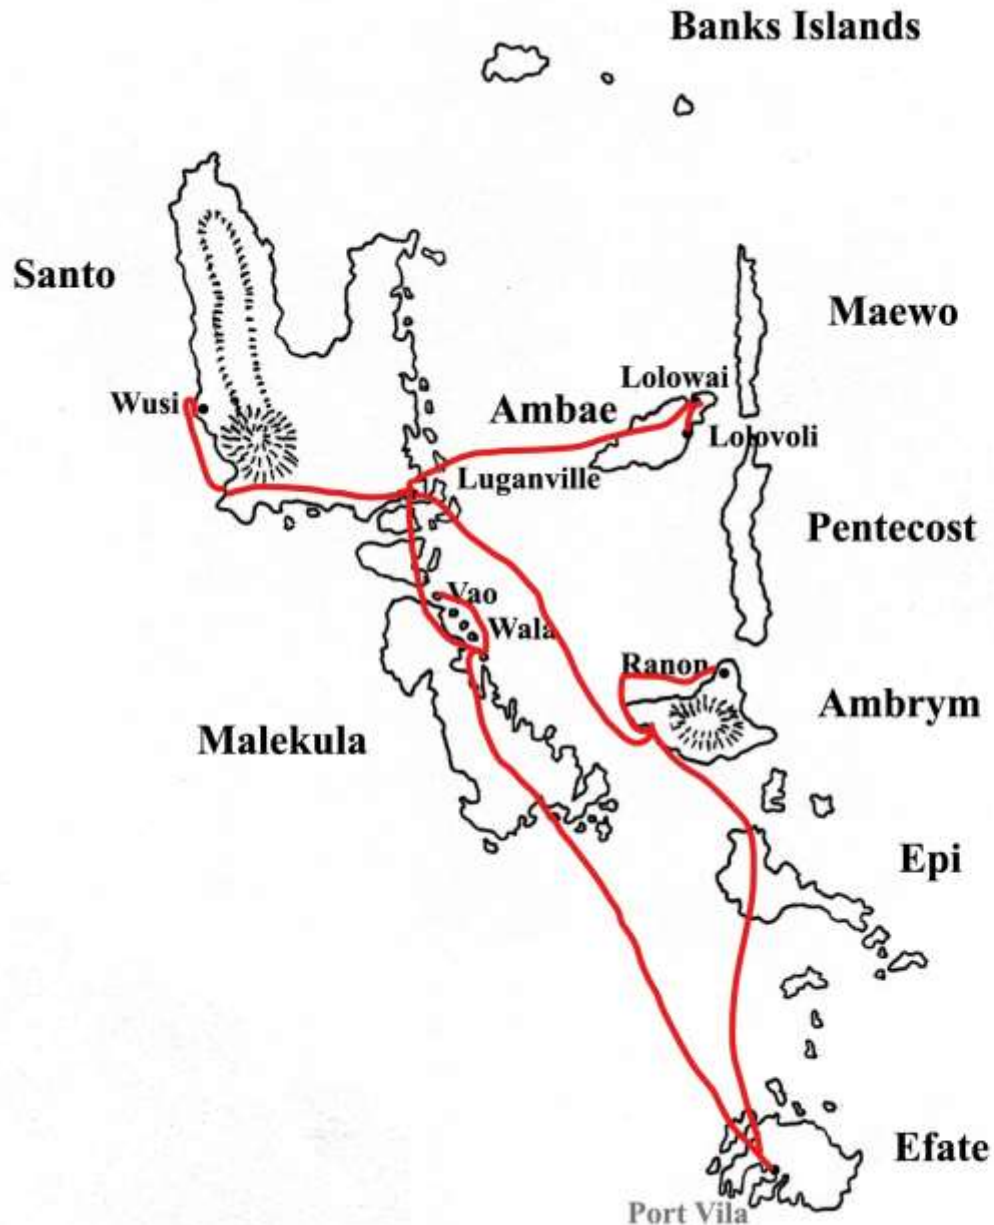 Banks Islands
Santo
Maewo
Lolowai
Wusi
Ambae
Lolovoli
Luganville
Pentecost
Vao
Wala
Ranon
Ambrym
Malekula
Epi
Efate
Port Vila